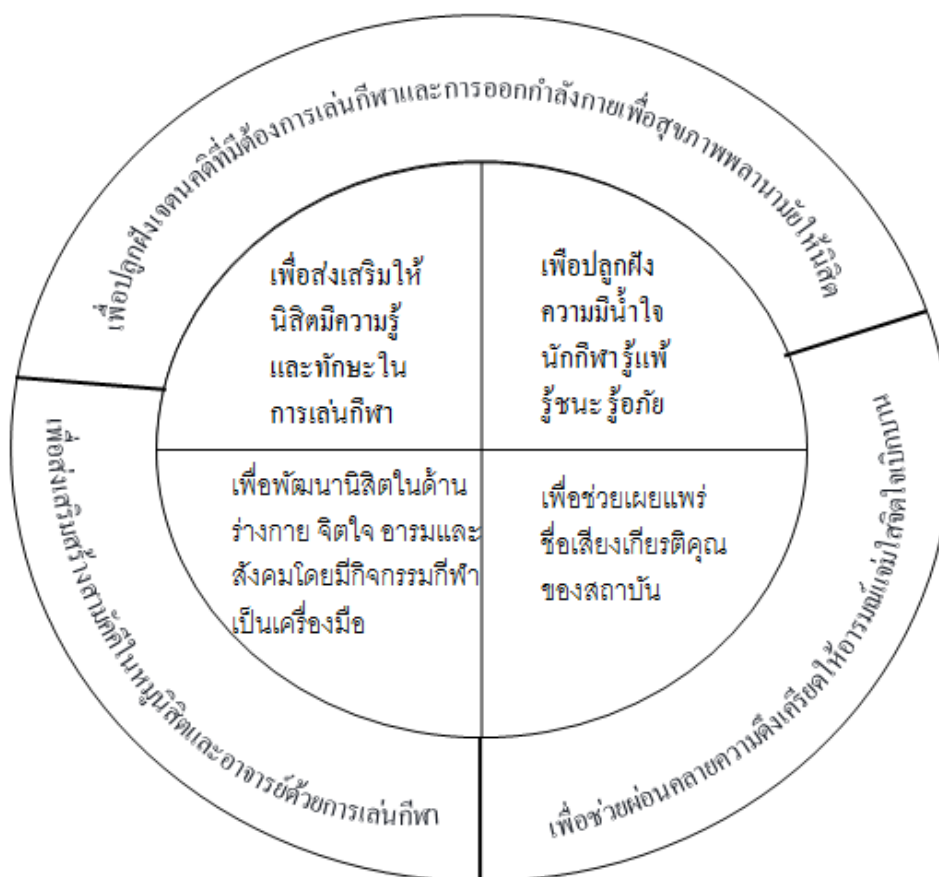 เพื่อปลูกฝังเจตนคติที่มีต้องการเล่นกีฬาและการออกกำลังกายเพื่อสุขภาพพลานามัยให้นิสิต
เพื่อส่งเสริมให้
นิสิตมีความรู้
และทักษะใน
การเล่นกีฬา
เพือปลูกฝัง
ความมีน้ำใจ
นักกีฬา รู้แพ้
รู้ชนะ รู้อภัย
เพื่อพัฒนานิสิตในด้าน
ร่างกาย จิตใจ อารมและ
สังคมโดยมีกิจกรรมกีฬา
เป็นเครื่องมือ
เพื่อช่วยเผยแพร่
ชื่อเสียงเกียรติคุณ
ของสถาบัน
เพื่อส่งเสริมสร้างสามัคคีในหมู่นิสิตและอาจารย์ด้วยการเล่นกีฬา
เพื่อช่วยผ่อนคลายความตึงเครียดให้อารมณ์แจ่มใสจิตใจเบิกบาน